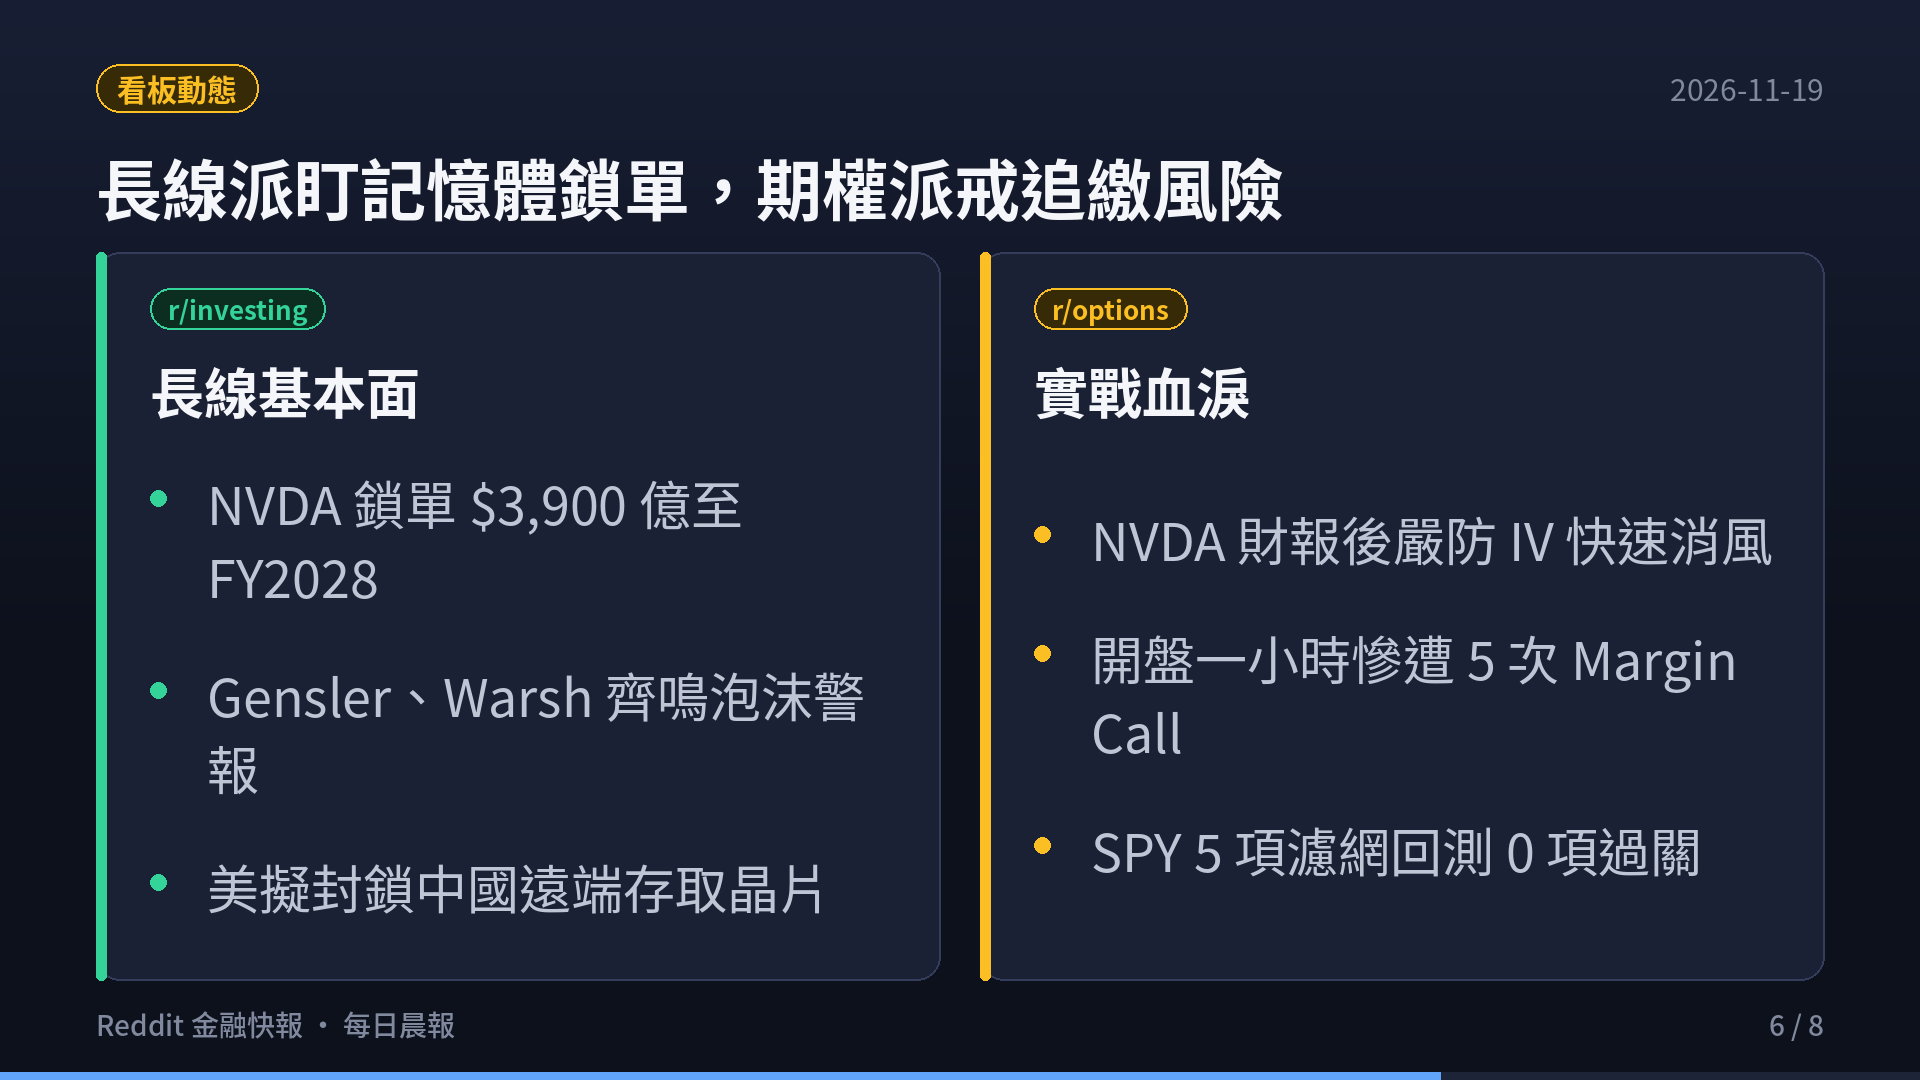 看板動態
2026-11-19
長線派盯記憶體鎖單，期權派戒追繳風險
r/investing
長線基本面
NVDA 鎖單 $3,900 億至
FY2028
Gensler、Warsh 齊鳴泡沫警
報
美擬封鎖中國遠端存取晶片
r/options
實戰血淚
NVDA 財報後嚴防 IV 快速消風
開盤一小時慘遭 5 次 Margin
Call
SPY 5 項濾網回測 0 項過關
Reddit 金融快報 · 每日晨報
6 / 8